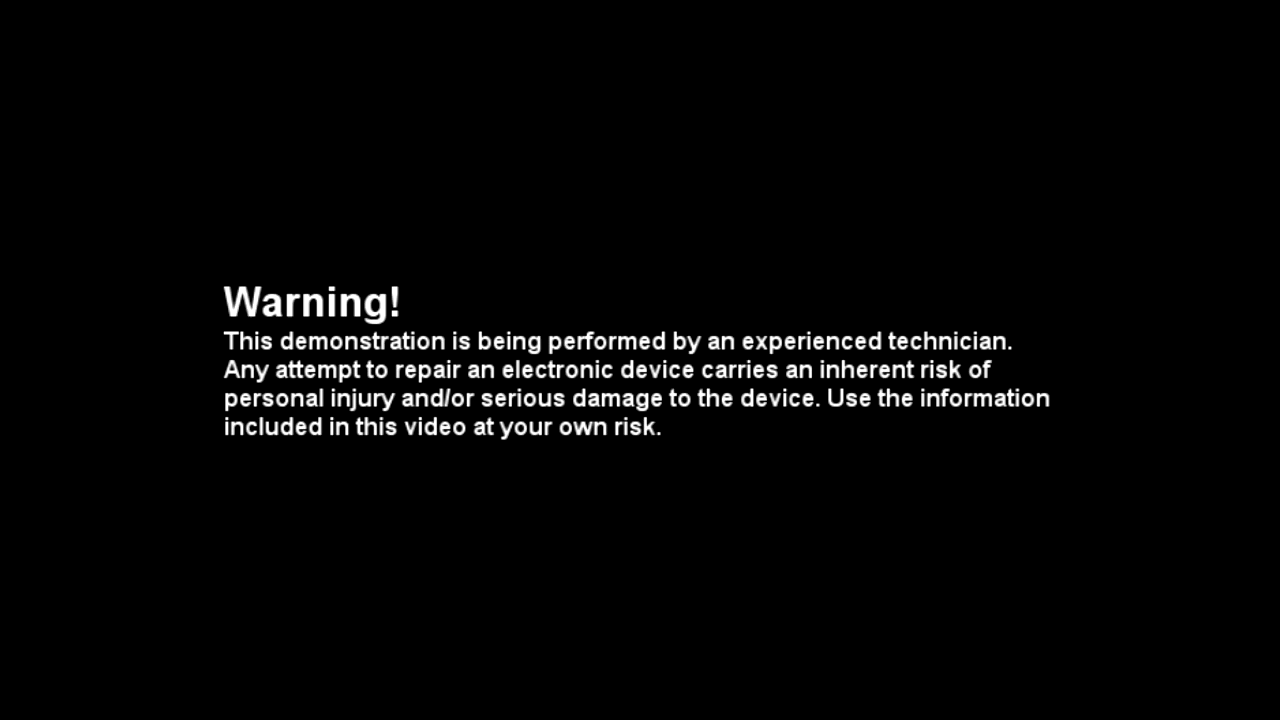 Warning!
This demonstration is being performed by an experienced technician.
Any attempt to repair an electronic device carries an inherent risk of
personal injury and/or serious damage to the device. Use the information
included in this video at your own risk.